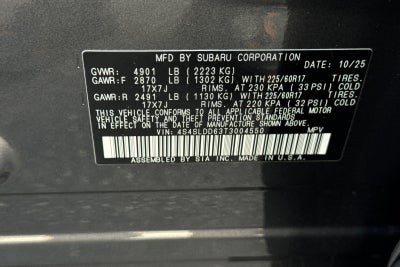 MFD BY SUBARU CORPORATION DATE: 10/25
GVWR: 4901 LB (2223 KG)
GAWR:F 2870 LB (1302 KG) WITH 225/60R17 TIRES.
17X7J RIMS, AT 230 KPA ( 33 PSI) COLD.
GAWR:R 2491 LB (1130 KG) WITH 225/60R17 TIRES.
17X7J RIMS, AT 220 KPA ( 32 PSI) COLD.
THIS VEHICLE CONFORMS TO ALL APPLICABLE FEDERAL MOTOR
VEHICLE SAFETY AND THEFT PREVENTION STANDARDS IN
EFFECT ON THE DATE OF MANUFACTURE SHOWN ABOVE.
VIN: 4S4SLDD63T3004550 MPV
ASSEMBLED BY SIA INC. MADE IN U.S.A.